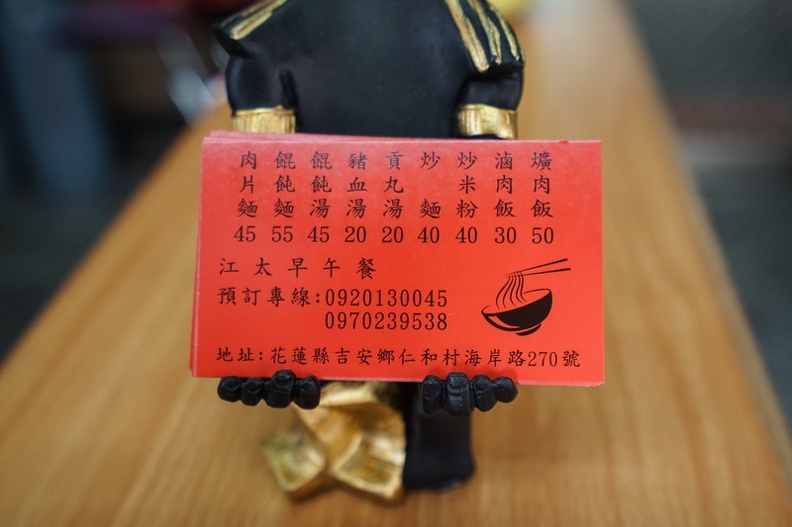 肉片麵 45
餛飩麵 55
餛飩湯 45
豬血湯 20
貢丸湯 20
炒麵 40
炒米粉 40
滷肉飯 30
爌肉飯 50
江太早午餐
預訂專線:0920130045
0970239538
地址:花蓮縣吉安鄉仁和村海岸路270號